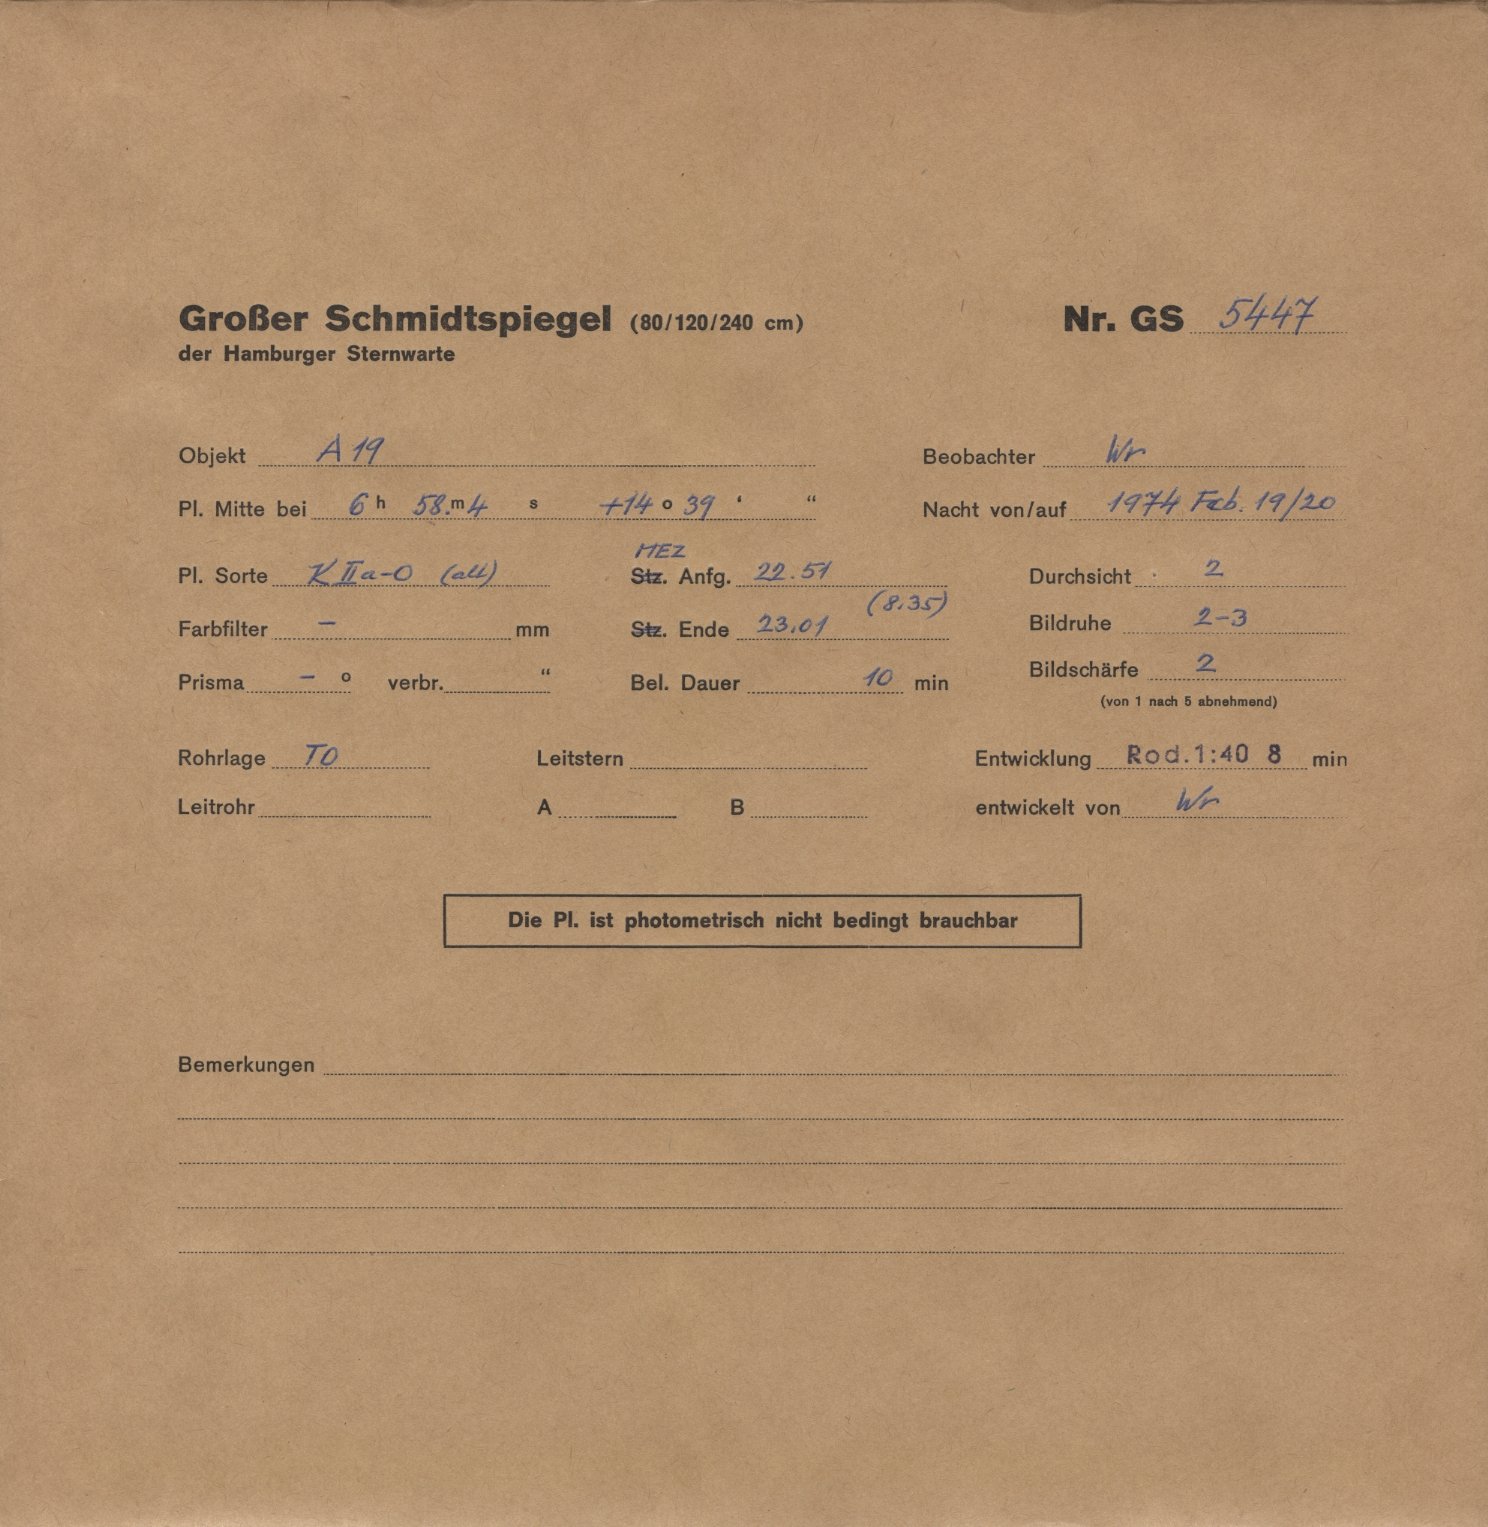 Großer Schmidtspiegel (80/120/240 cm) Nr. GS 5447
der Hamburger Sternwarte
Objekt A 19 Beobachter Wr
Pl. Mitte bei 6 h 58.m 4 s +14 o 39 ‘ “ Nacht von/auf 1974 Feb. 19/20
MEZ
Pl. Sorte K IIa-O (alt) Stz. Anfg. 22.51 Durchsicht 2
(8.35)
Farbfilter – mm Stz. Ende 23.01 Bildruhe 2-3
Prisma – o verbr. “ Bel. Dauer 10 min Bildschärfe 2
(von 1 nach 5 abnehmend)
Rohrlage TO Leitstern Entwicklung Rod.1:40 8 min
Leitrohr A B entwickelt von Wr
Die Pl. ist photometrisch nicht bedingt brauchbar
Bemerkungen